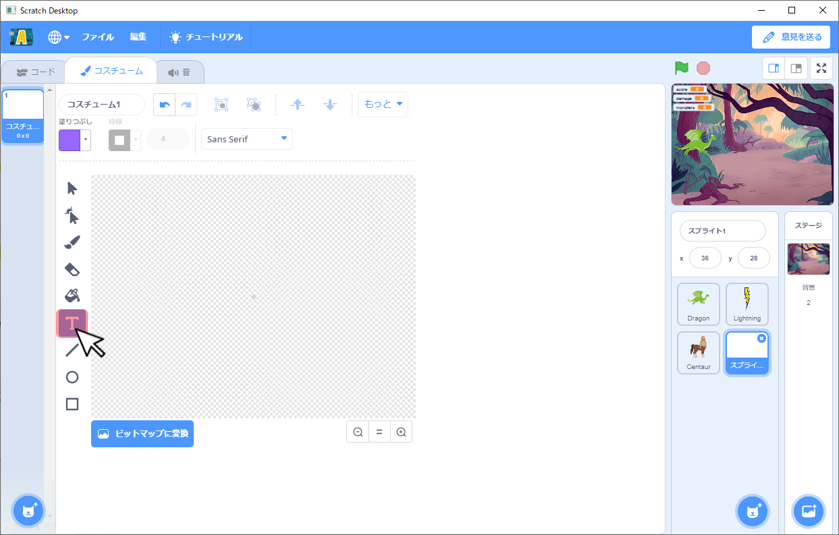 Scratch Desktop
ファイル 編集 チュートリアル 意見を送る
コード コスチューム 音
1
コスチュ...
0 x 0
コスチューム1
もっと
塗りつぶし 枠線
4
Sans Serif
T
ビットマップに変換
score
damage
monsters
スプライト1
x 36 y 28
Dragon Lightning
Centaur スプライ...
ステージ
背景
2